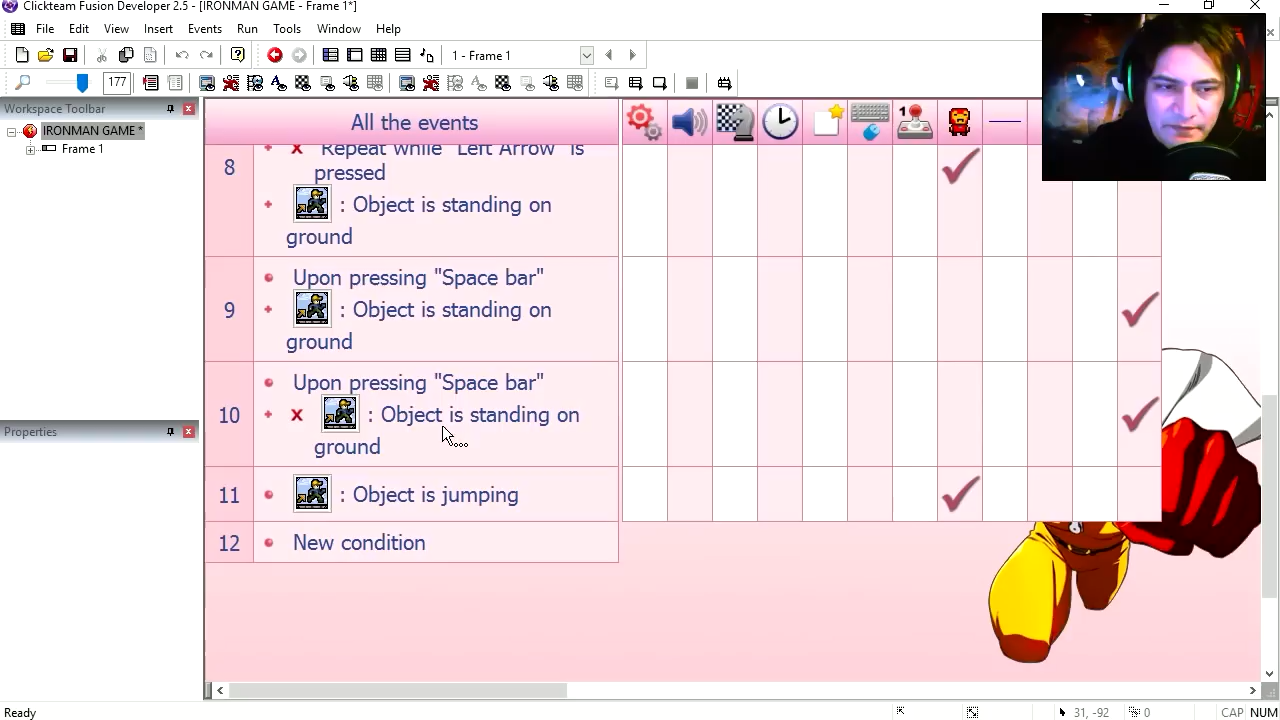 Clickteam Fusion Developer 2.5 - [IRONMAN GAME - Frame 1*]
File Edit View Insert Events Run Tools Window Help
1 - Frame 1
177
Workspace Toolbar
IRONMAN GAME *
Frame 1
Properties
All the events
8
Repeat while "Left Arrow" is
pressed
: Object is standing on
ground
9
Upon pressing "Space bar"
: Object is standing on
ground
10
Upon pressing "Space bar"
X : Object is standing on
ground
11
: Object is jumping
12
New condition
Ready
31, -92
0
CAP NUM